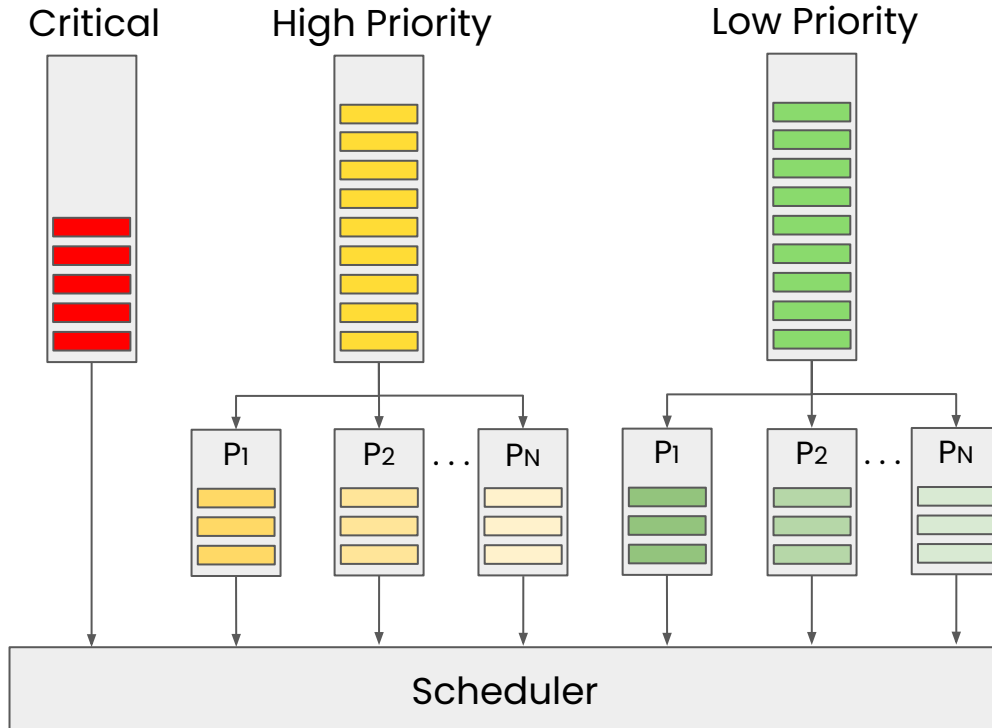 Critical
High Priority
Low Priority
P1
P2
...
PN
P1
P2
...
PN
Scheduler